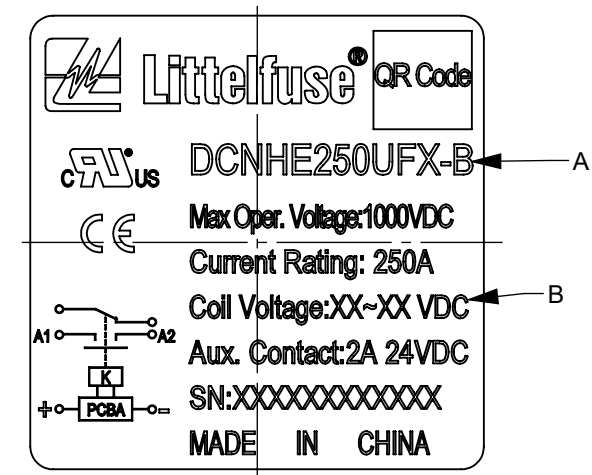 Littelfuse®
QR Code
DCNHE250UFX-B
A
c RU ® US
Max Oper. Voltage:1000VDC
CE
Current Rating: 250A
Coil Voltage:XX~XX VDC
B
A1
A2
Aux. Contact:2A 24VDC
K
SN:XXXXXXXXXXXX
+
PCBA
-
MADE IN CHINA